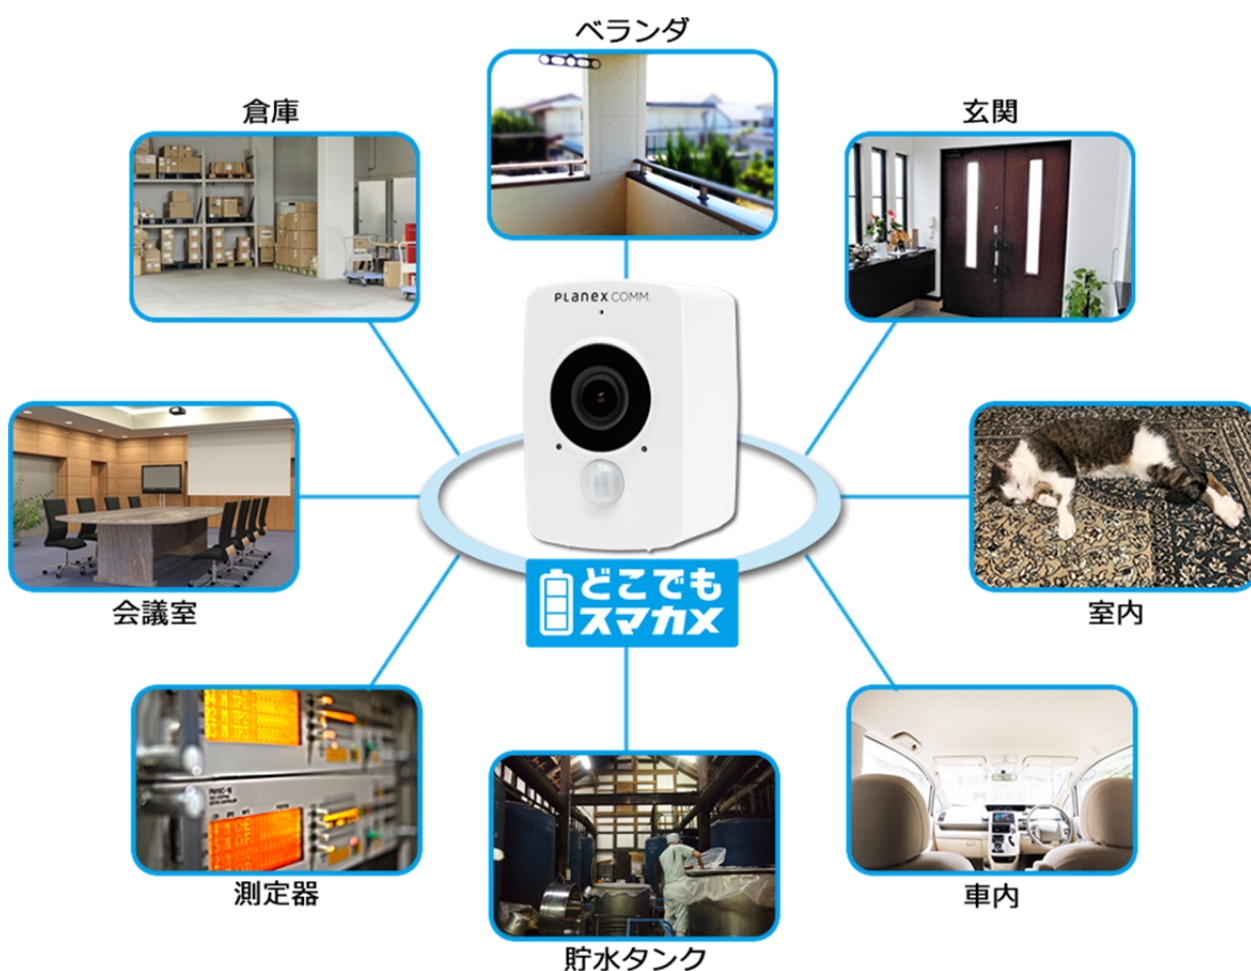 ベランダ
倉庫
玄関
PLANEX COMM.
会議室
室内
どこでも
スマカメ
測定器
車内
貯水タンク